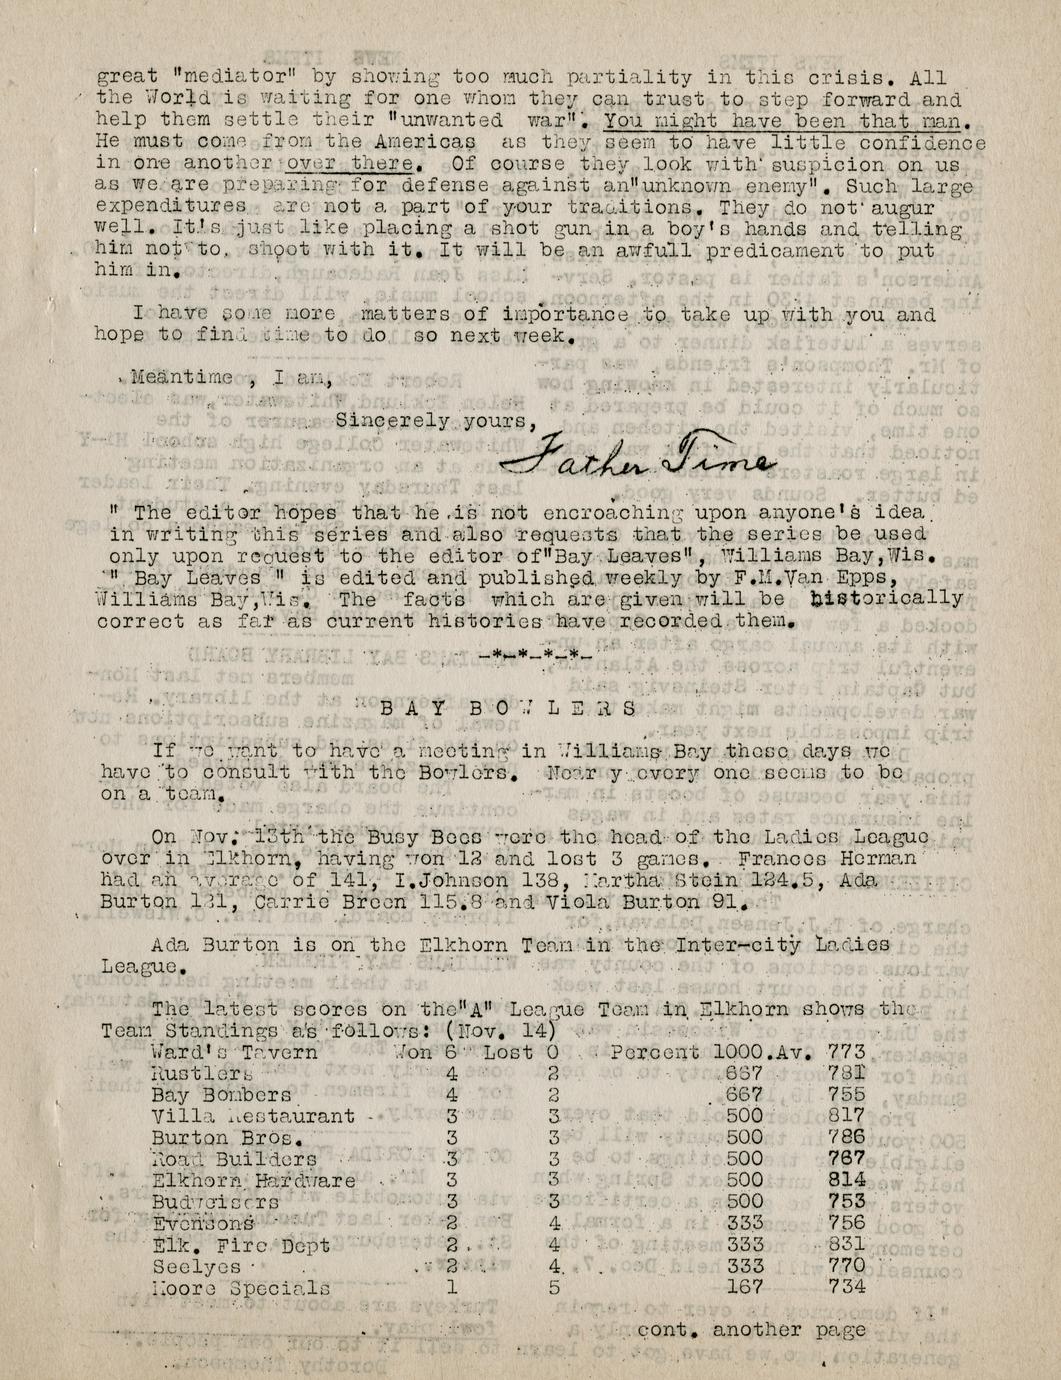 great "mediator" by showing too much partiality in this crisis. All
the World is waiting for one whom they can trust to step forward and
help them settle their "unwanted war". You might have been that man.
He must come from the Americas as they seem to have little confidence
in one another over there. Of course they look with suspicion on us
as we are preparing for defense against an"unknown enemy". Such large
expenditures are not a part of your traditions. They do not augur
well. It's just like placing a shot gun in a boy's hands and telling
him not to. shoot with it. It will be an awfull predicament to put
him in.
I have some more matters of importance to take up with you and
hope to find time to do so next week.
Meantime , I am,
Sincerely yours,
Father Time
" The editor hopes that he is not encroaching upon anyone's idea
in writing this series and also requests that the series be used
only upon request to the editor of"Bay Leaves", Williams Bay,Wis.
" Bay Leaves " is edited and published weekly by F.M.Van Epps,
Williams Bay,Wis. The facts which are given will be historically
correct as far as current histories have recorded them.
-*-*-*-*-
B A Y B O W L E R S
If we want to have a meeting in Williams Bay these days we
have to consult with the Bowlers. Near y every one seems to be
on a team.
On Nov. 13th the Busy Bees were the head of the Ladies League
over in Elkhorn, having won 12 and lost 3 games. Frances Herman
had an average of 141, I.Johnson 138, Martha Stein 124.5, Ada
Burton 121, Carrie Breen 115.8 and Viola Burton 91.
Ada Burton is on the Elkhorn Team in the Inter-city Ladies
League.
The latest scores on the"A" League Team in Elkhorn shows the
Team Standings as follows: (Nov. 14)
Ward's Tavern Won 6 Lost 0 Percent 1000.Av. 773
Rustlers 4 2 667 781
Bay Bombers 4 2 667 755
Villa Restaurant 3 3 500 817
Burton Bros. 3 3 500 786
Road Builders 3 3 500 767
Elkhorn Hardware 3 3 500 814
Budweisers 3 3 500 753
Evensons 2 4 333 756
Elk. Fire Dept 2 4 333 831
Seelyes 2 4 333 770
Moore Specials 1 5 167 734
cont. another page